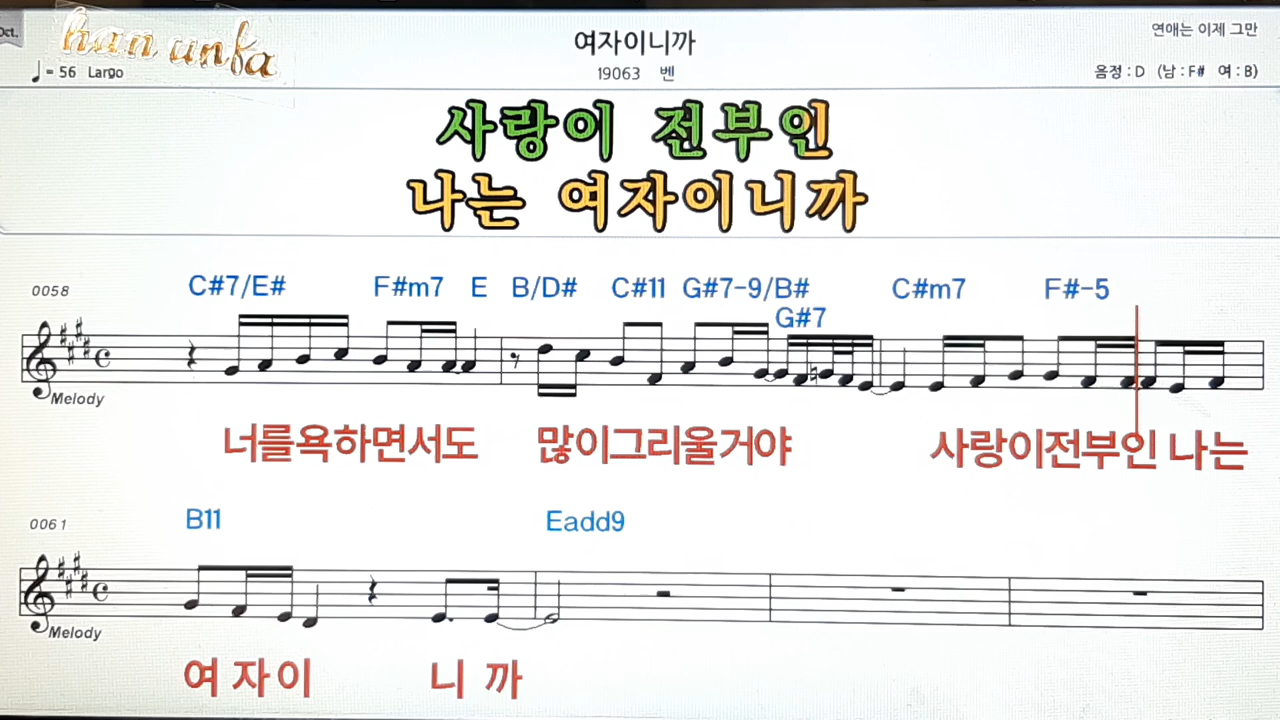 Oct.
han unfa
여자이니까
연애는 이제 그만
♩= 56 Largo
19063 벤
음정 : D (남 : F# 여 : B)
사랑이 전부인
나는 여자이니까
0058
C#7/E# F#m7 E B/D# C#11 G#7-9/B# C#m7 F#-5
G#7
Melody
너를욕하면서도 많이그리울거야 사랑이전부인 나는
0061
B11 Eadd9
Melody
여 자이 니 까